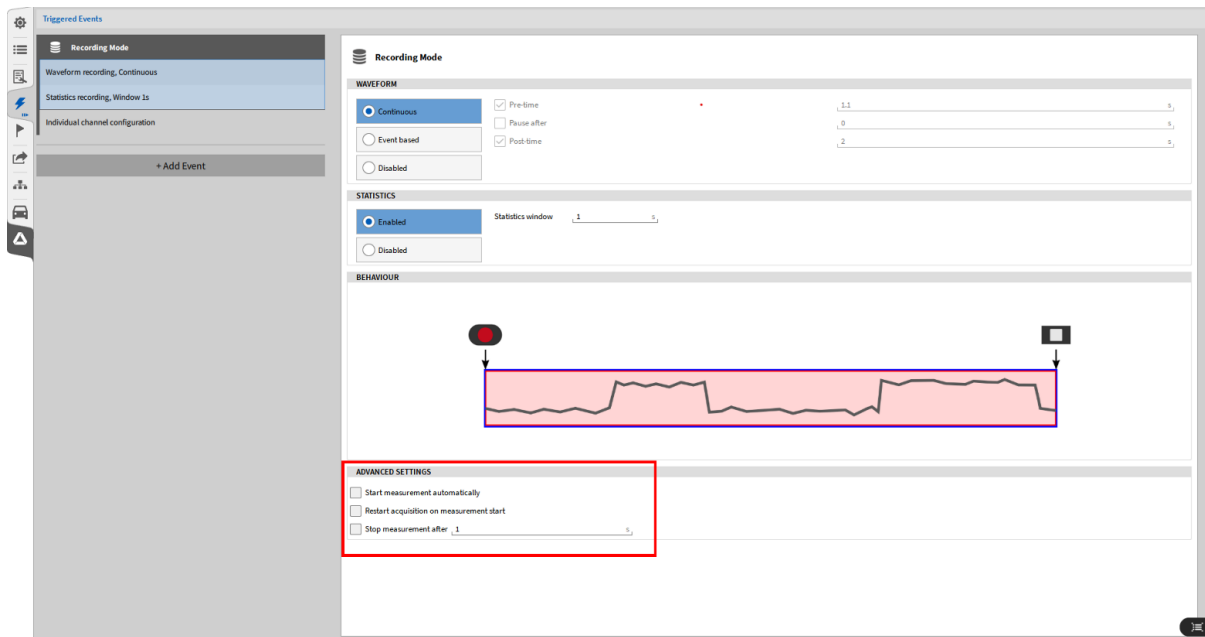 Triggered Events
Recording Mode
Waveform recording, Continuous
Statistics recording, Window 1s
Individual channel configuration
+ Add Event
Recording Mode
WAVEFORM
Continuous
Event based
Disabled
Pre-time 1.1 s
Pause after 0 s
Post-time 2 s
STATISTICS
Enabled
Disabled
Statistics window 1 s
BEHAVIOUR
ADVANCED SETTINGS
Start measurement automatically
Restart acquisition on measurement start
Stop measurement after 1 s